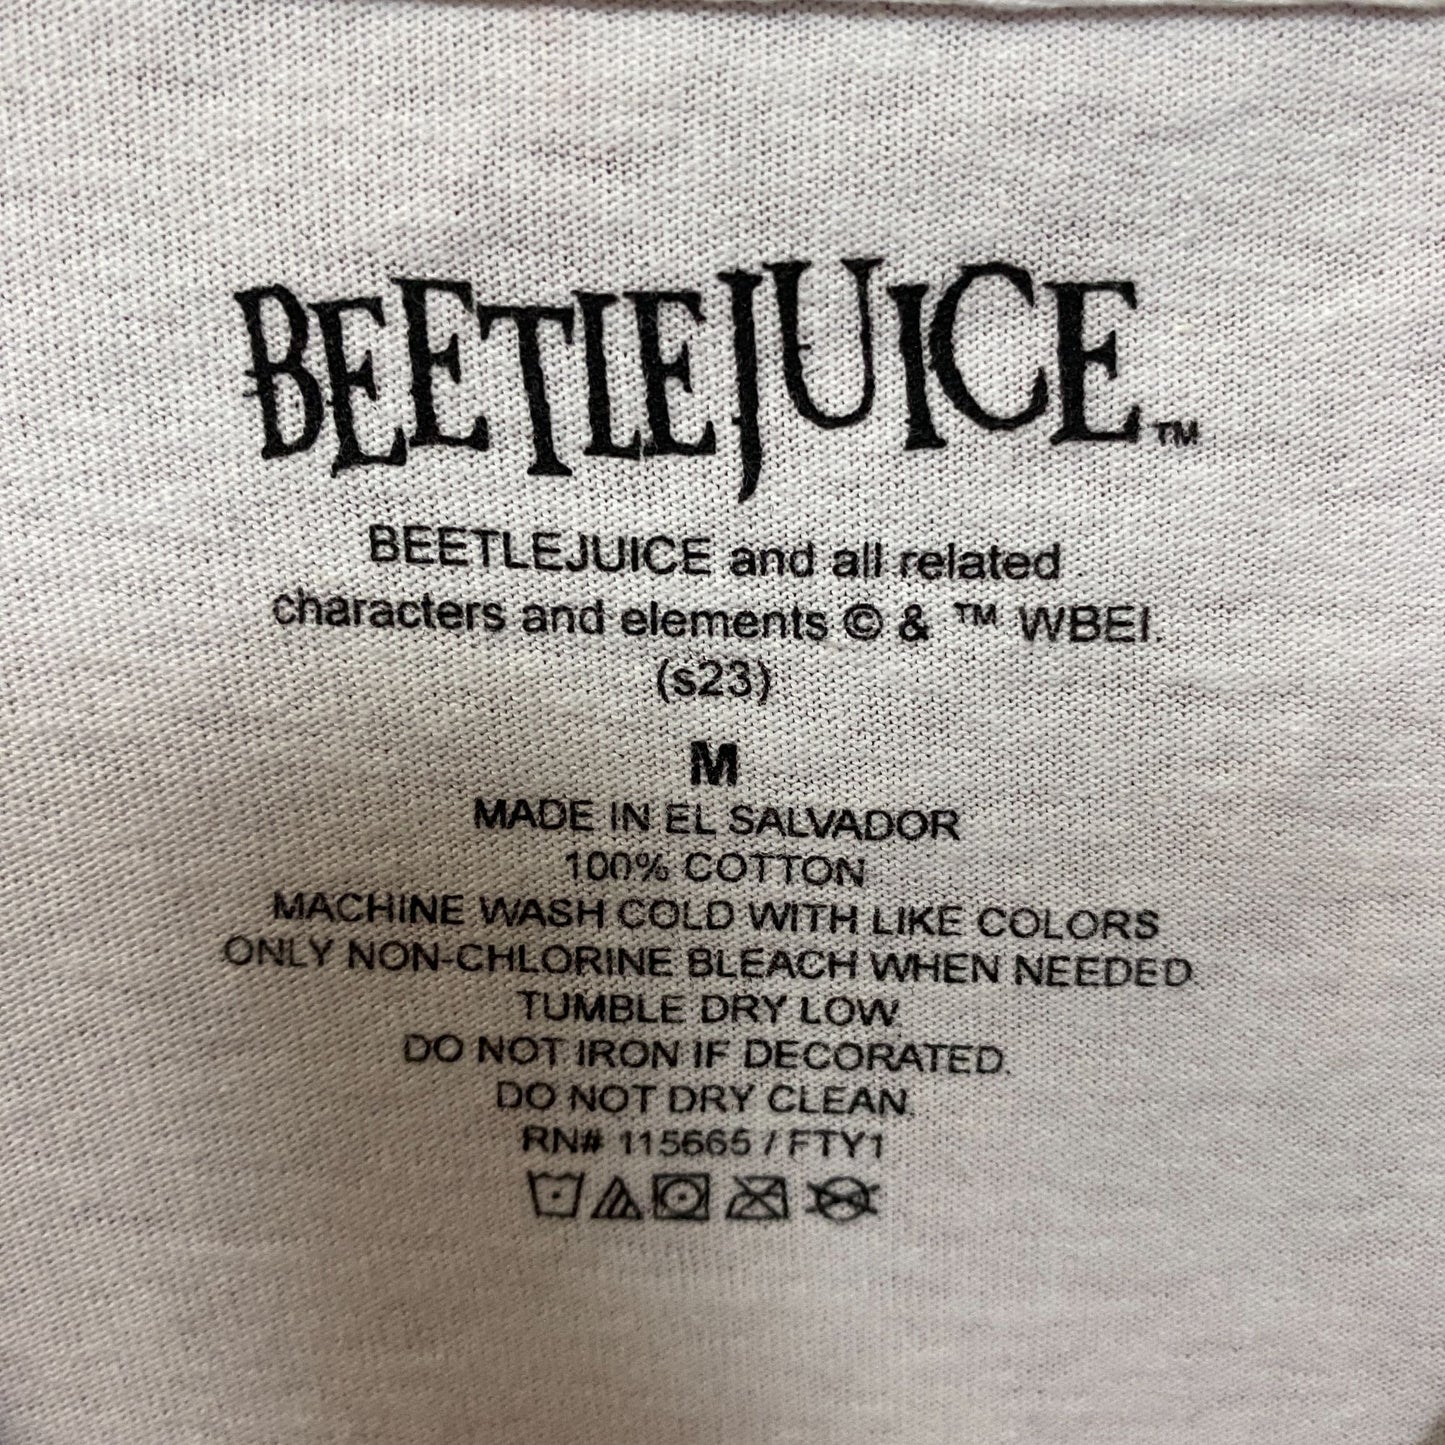 BEETLEJUICE™
BEETLEJUICE and all related
characters and elements © & ™ WBEI.
(s23)
M
MADE IN EL SALVADOR
100% COTTON
MACHINE WASH COLD WITH LIKE COLORS
ONLY NON-CHLORINE BLEACH WHEN NEEDED.
TUMBLE DRY LOW.
DO NOT IRON IF DECORATED.
DO NOT DRY CLEAN.
RN# 115665 / FTY1